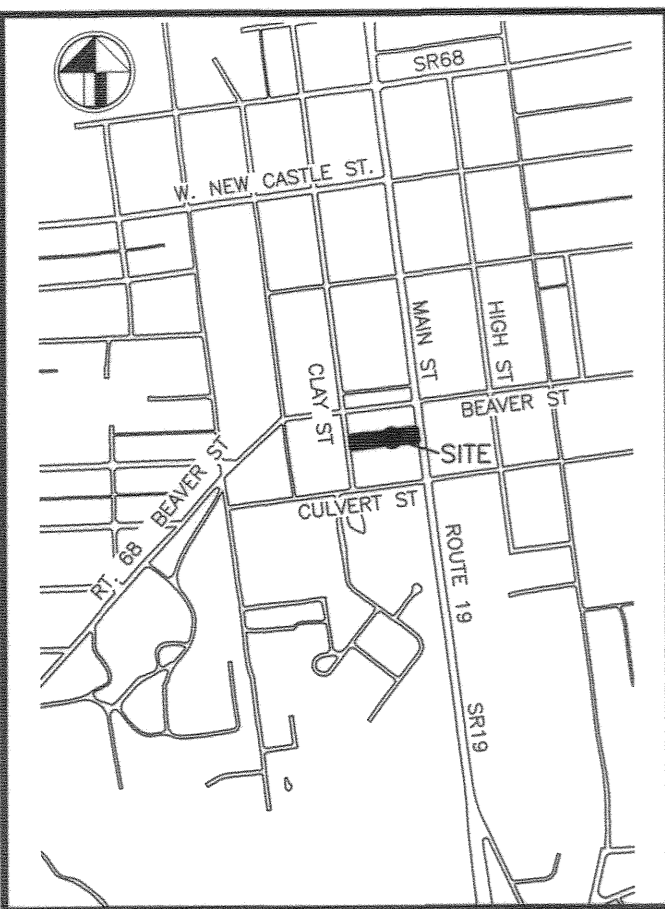 SR68
W. NEW CASTLE ST.
MAIN ST
HIGH ST
CLAY ST
BEAVER ST
SITE
RT. 68 BEAVER ST
CULVERT ST
ROUTE 19
SR19